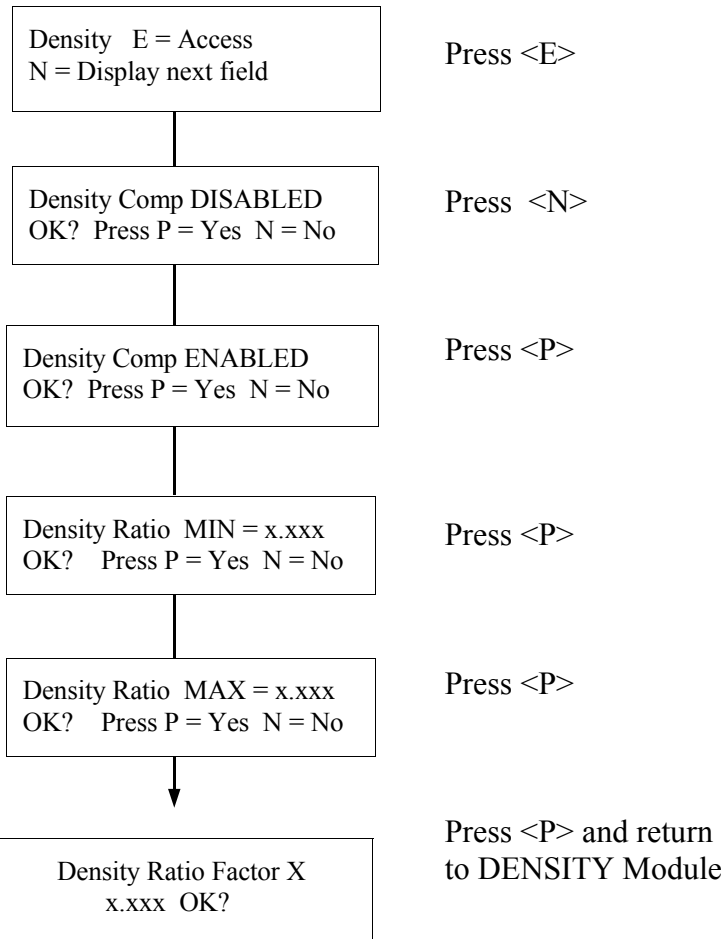 Density E = Access
N = Display next field
Press <E>
Density Comp DISABLED
OK? Press P = Yes N = No
Press <N>
Density Comp ENABLED
OK? Press P = Yes N = No
Press <P>
Density Ratio MIN = x.xxx
OK? Press P = Yes N = No
Press <P>
Density Ratio MAX = x.xxx
OK? Press P = Yes N = No
Press <P>
Density Ratio Factor X
x.xxx OK?
Press <P> and return
to DENSITY Module